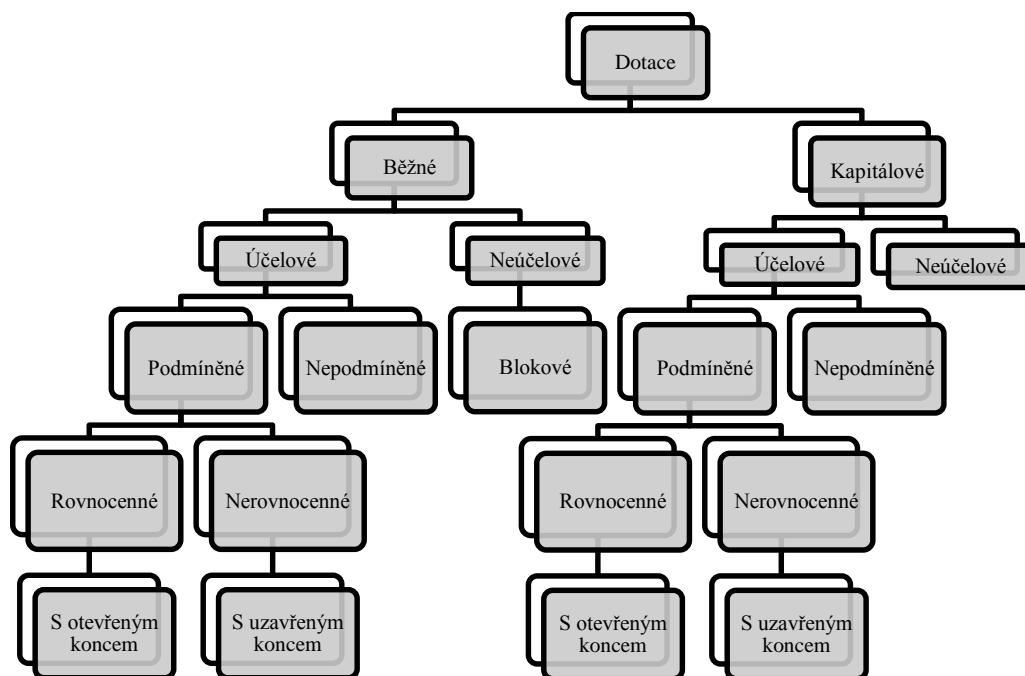 Dotace
Běžné
Kapitálové
Účelové
Neúčelové
Účelové
Neúčelové
Podmíněné
Nepodmíněné
Blokové
Podmíněné
Nepodmíněné
Rovnocenné
Nerovnocenné
Rovnocenné
Nerovnocenné
S otevřeným
koncem
S uzavřeným
koncem
S otevřeným
koncem
S uzavřeným
koncem